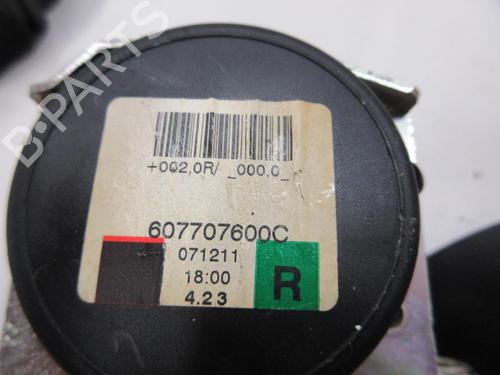 B-PARTS
+002,0R/ _000,0_
607707600C
071211
18:00
4.23
R